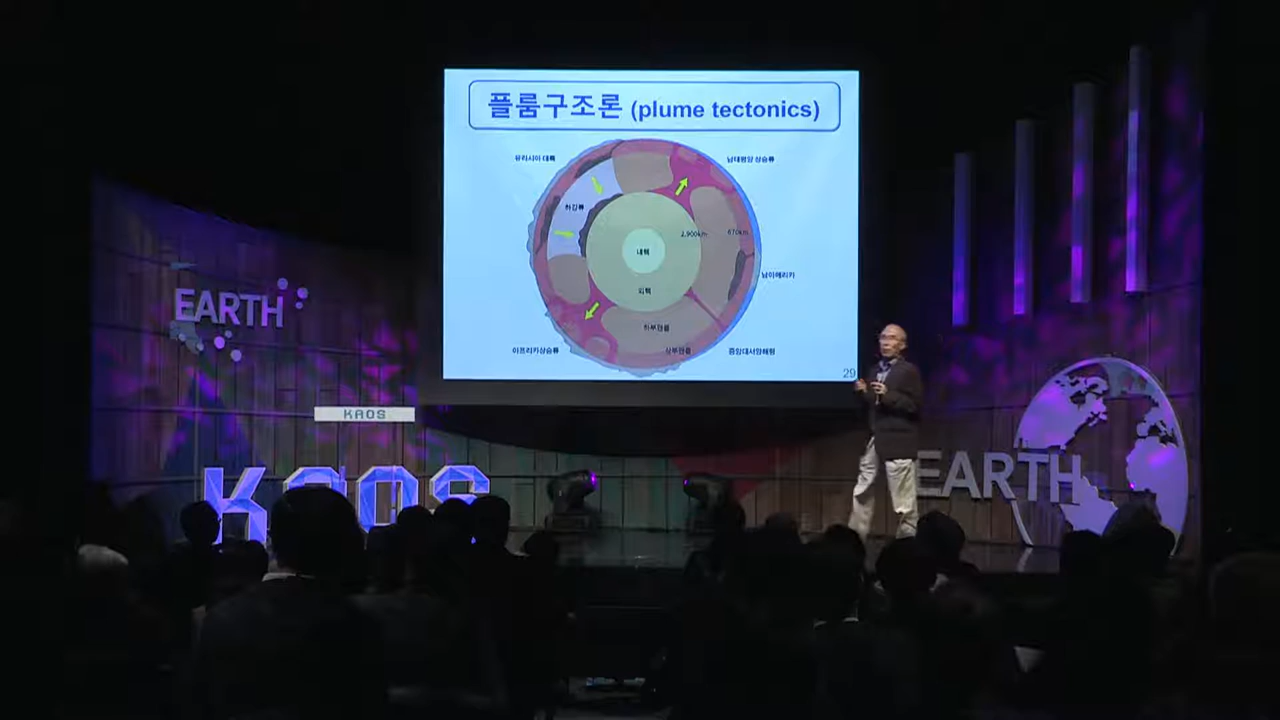 플룸구조론 (plume tectonics)
유라시아 대륙
남태평양 상승류
하강류
2,900km
670km
내핵
남아메리카
외핵
하부맨틀
상부맨틀
아프리카상승류
중앙대서양해령
29
EARTH
KAOS
KAOS
EARTH